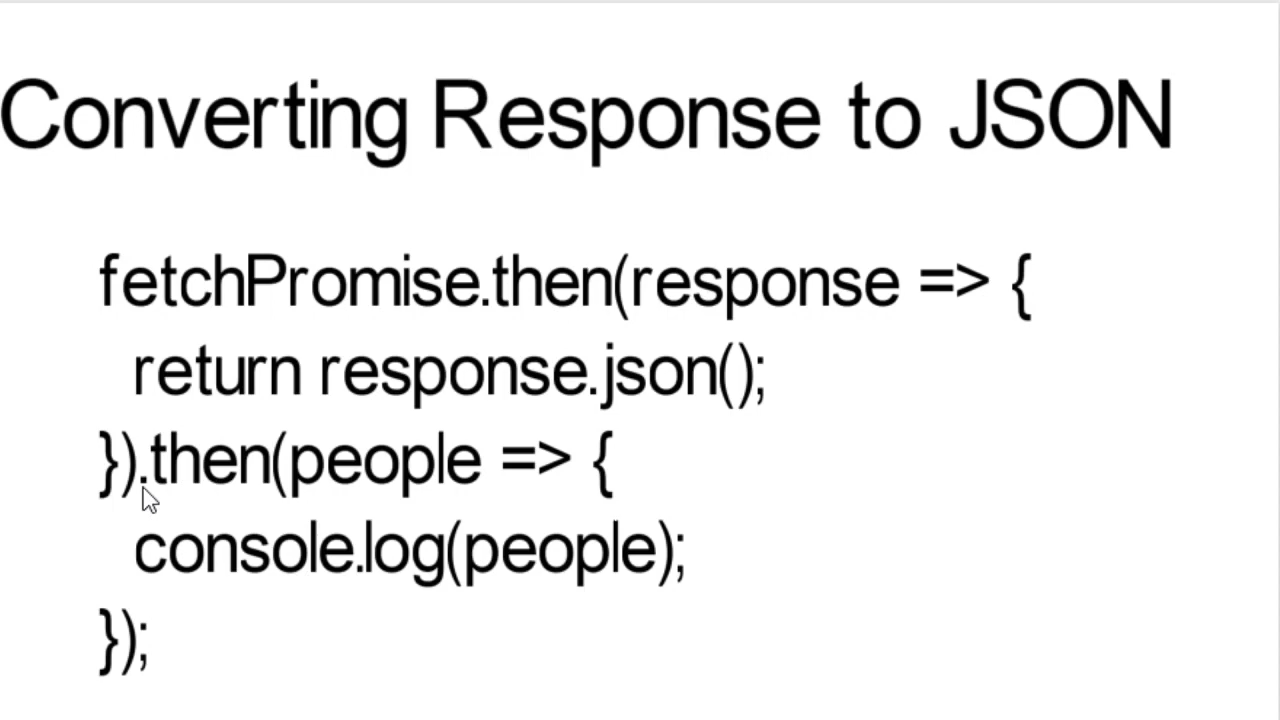 Converting Response to JSON
fetchPromise.then(response => {
return response.json();
}).then(people => {
console.log(people);
});